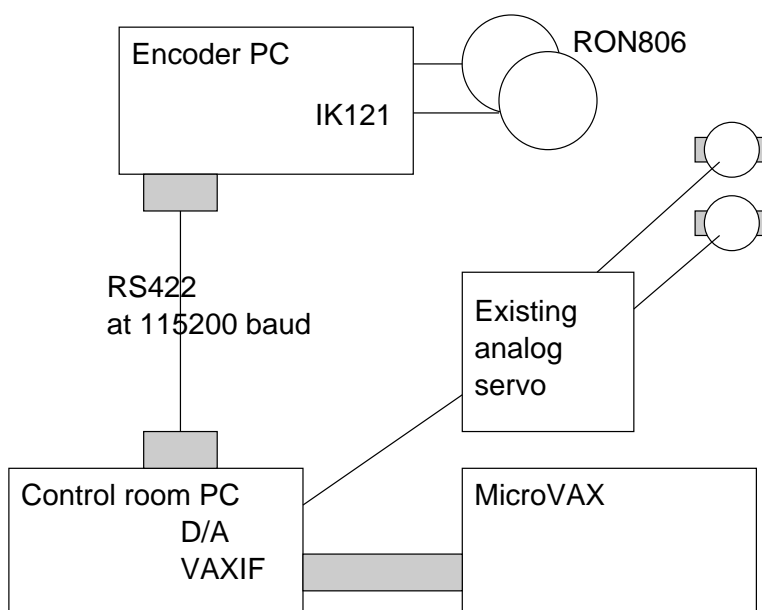 Encoder PC
RON806
IK121
RS422
at 115200 baud
Existing
analog
servo
Control room PC
D/A
VAXIF
MicroVAX